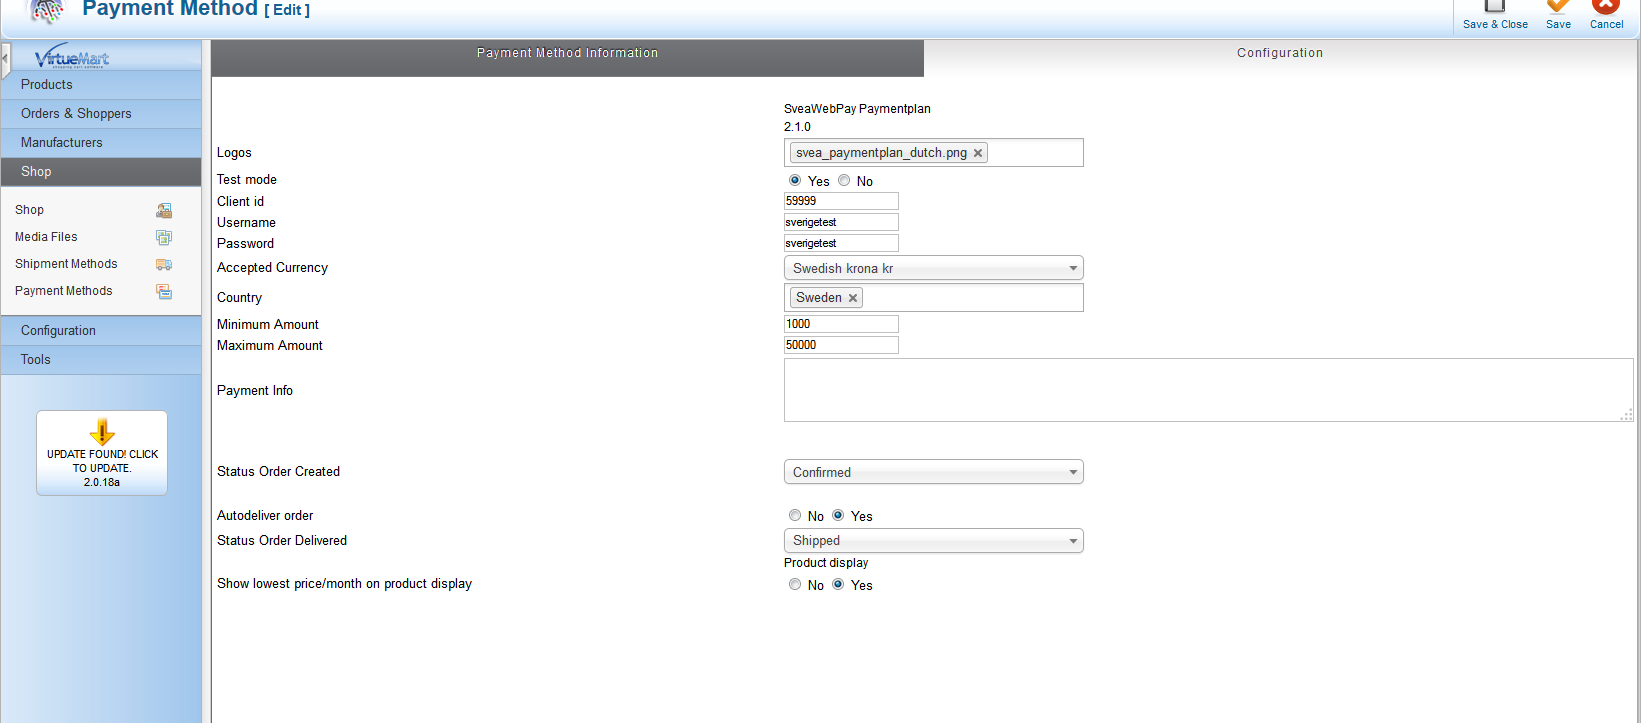 Payment Method [ Edit ]
Save & Close
Save
Cancel
VirtueMart
Products
Orders & Shoppers
Manufacturers
Shop
Shop
Media Files
Shipment Methods
Payment Methods
Configuration
Tools
UPDATE FOUND! CLICK
TO UPDATE.
2.0.18a
Payment Method Information
Configuration
SveaWebPay Paymentplan
2.1.0
Logos
svea_paymentplan_dutch.png
Test mode
Yes No
Client id
59999
Username
sverigetest
Password
sverigetest
Accepted Currency
Swedish krona kr
Country
Sweden
Minimum Amount
1000
Maximum Amount
50000
Payment Info
Status Order Created
Confirmed
Autodeliver order
No Yes
Status Order Delivered
Shipped
Product display
Show lowest price/month on product display
No Yes